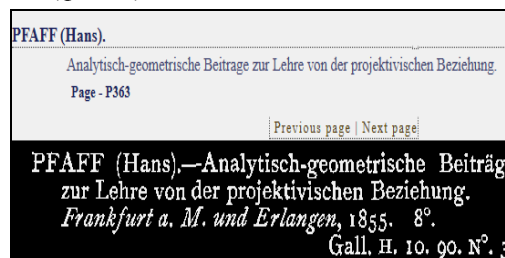 PFAFF (Hans).
Analytisch-geometrische Beitrage zur Lehre von der projektivischen Beziehung.
Page - P363
Previous page | Next page
PFAFF (Hans).—Analytisch-geometrische Beiträg
zur Lehre von der projektivischen Beziehung.
Frankfurt a. M. und Erlangen, 1855. 8°.
Gall. H. 10. 90. N°. 3